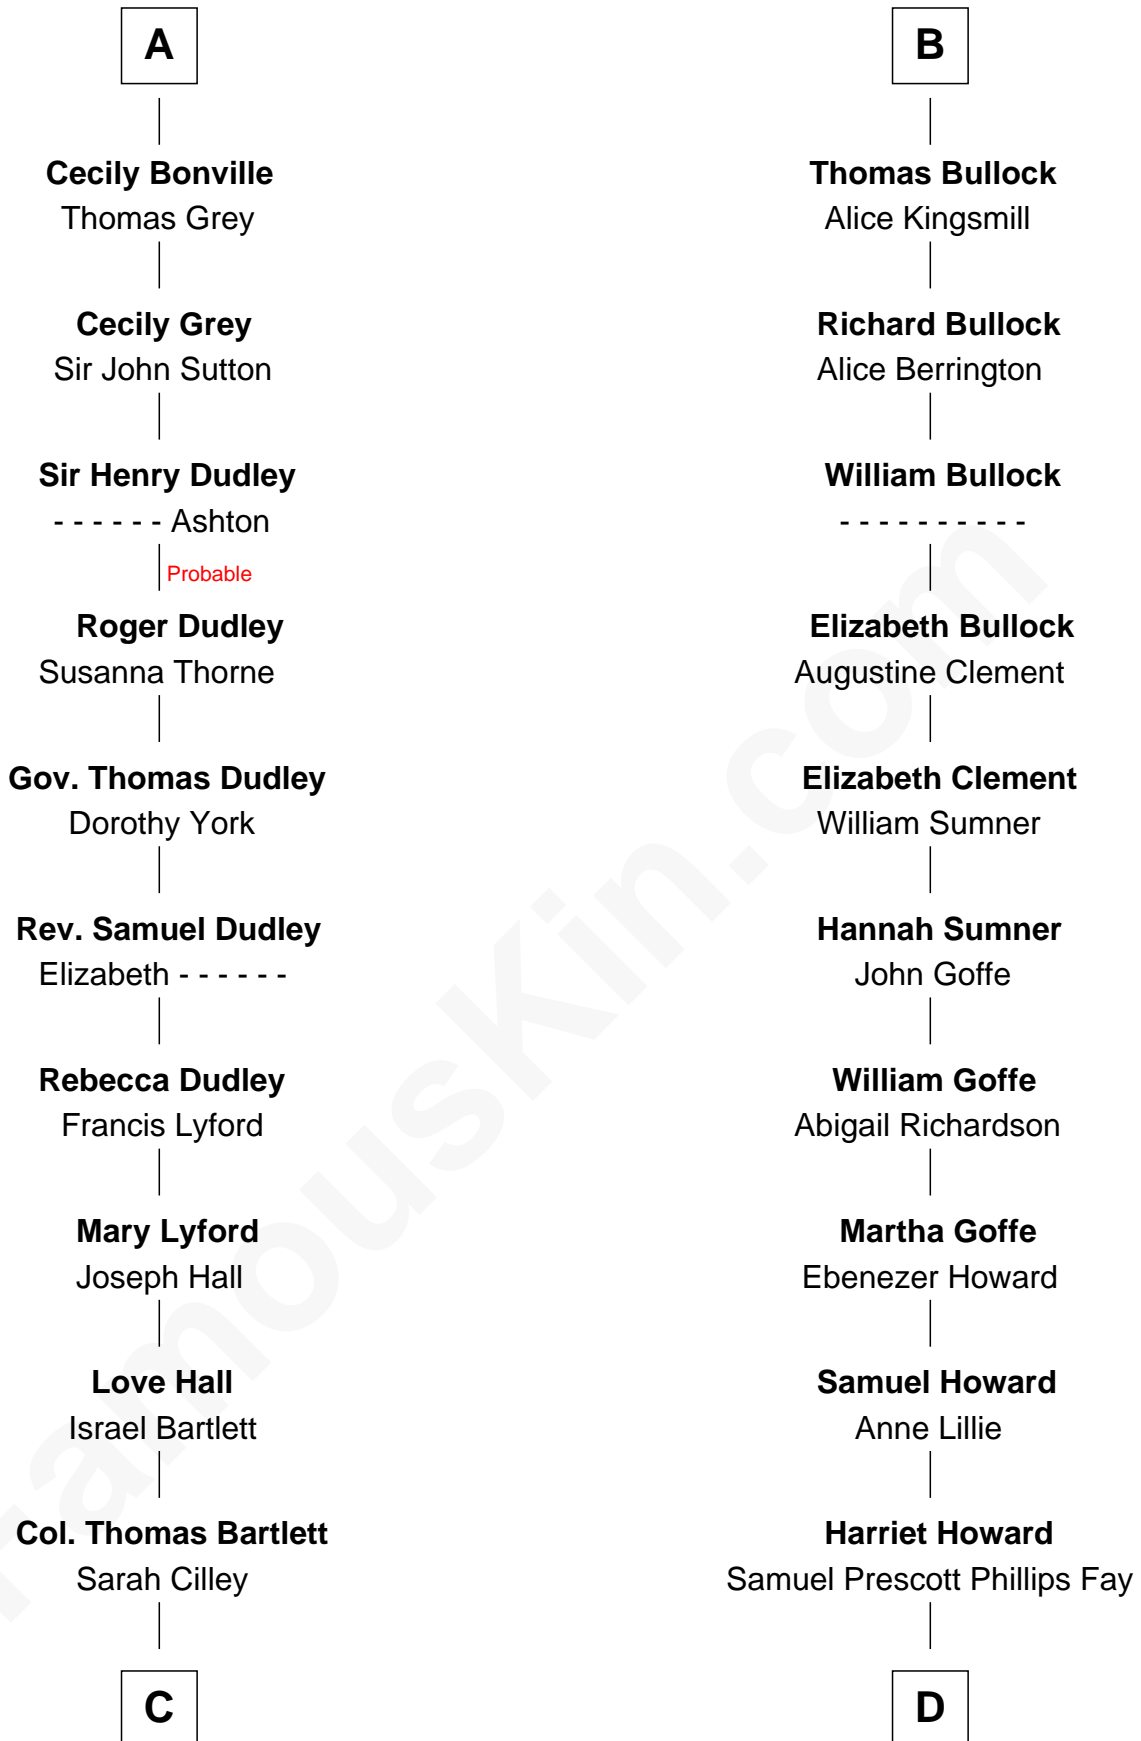 A
Cecily Bonville
Thomas Grey
Cecily Grey
Sir John Sutton
Sir Henry Dudley
- - - - - - Ashton
Probable
Roger Dudley
Susanna Thorne
Gov. Thomas Dudley
Dorothy York
Rev. Samuel Dudley
Elizabeth - - - - - -
Rebecca Dudley
Francis Lyford
Mary Lyford
Joseph Hall
Love Hall
Israel Bartlett
Col. Thomas Bartlett
Sarah Cilley
C
B
Thomas Bullock
Alice Kingsmill
Richard Bullock
Alice Berrington
William Bullock
- - - - - - - - - -
Elizabeth Bullock
Augustine Clement
Elizabeth Clement
William Sumner
Hannah Sumner
John Goffe
William Goffe
Abigail Richardson
Martha Goffe
Ebenezer Howard
Samuel Howard
Anne Lillie
Harriet Howard
Samuel Prescott Phillips Fay
D
FamousKin.com